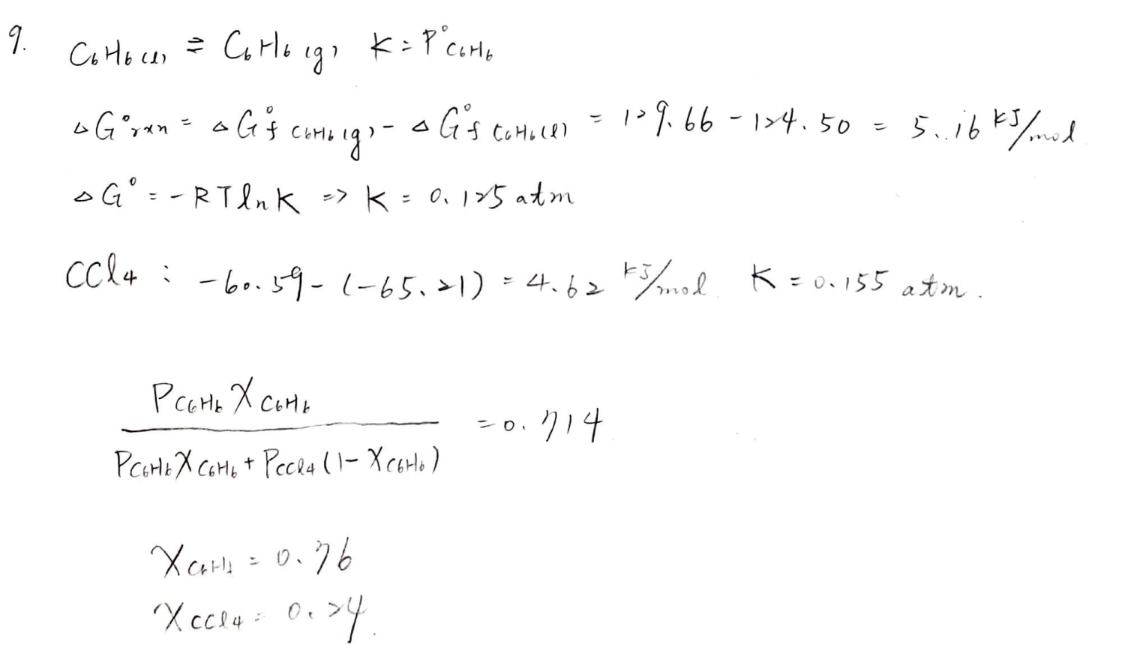 9. C6H6(l) ⇌ C6H6(g) K = P°C6H6
ΔG°rxn = ΔG°f C6H6(g) - ΔG°f C6H6(l) = 129.66 - 124.50 = 5.16 kJ/mol
ΔG° = -RTlnK => K = 0.125 atm
CCl4 : -60.59 - (-65.21) = 4.62 kJ/mol K = 0.155 atm.
PC6H6 XC6H6
= 0.714
PC6H6 XC6H6 + PCCl4 (1 - XC6H6)
XC6H6 = 0.76
XCCl4 = 0.24.